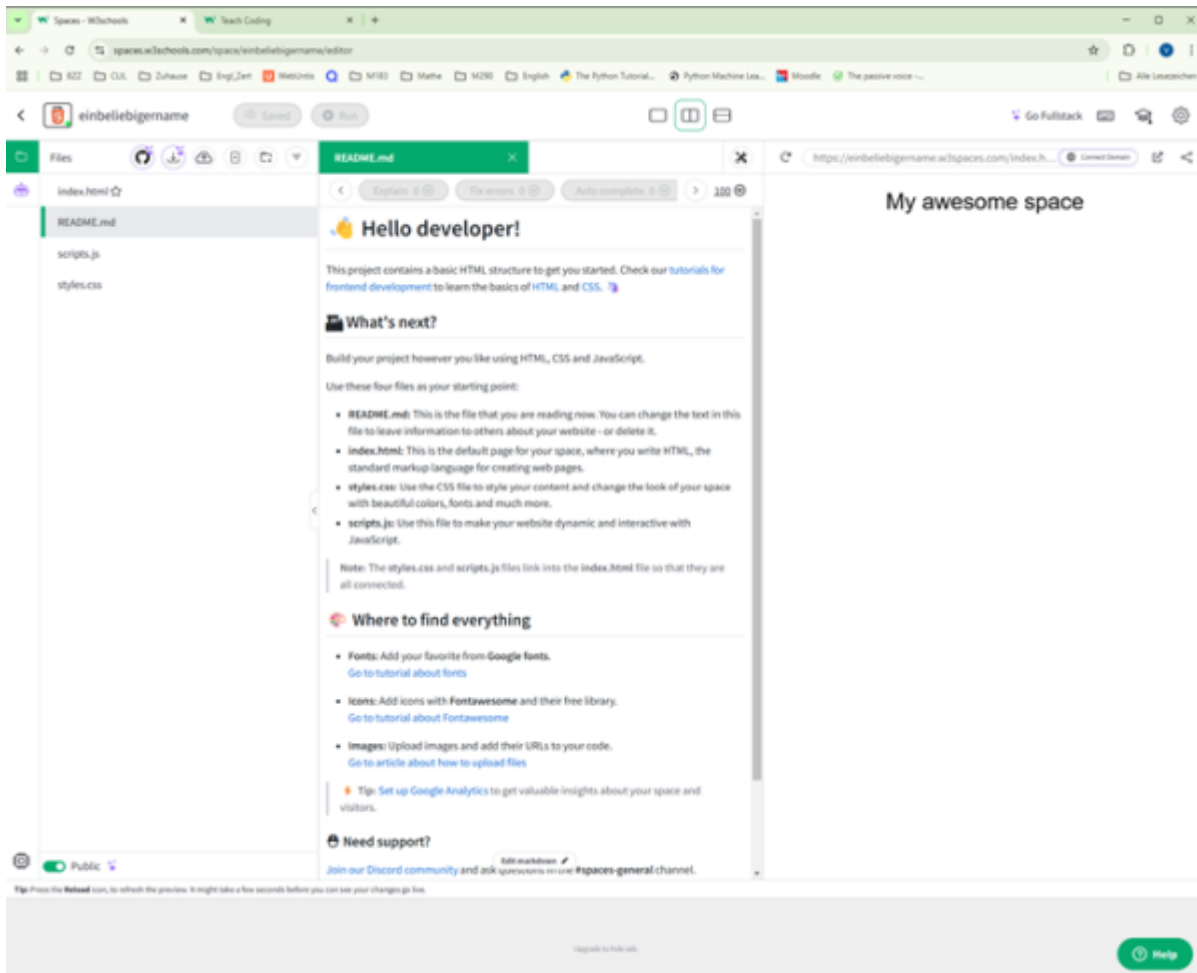 Spaces - W3schools
Teach Coding
spaces.w3schools.com/space/einbeliebigername/editor
BZZ
CUL
Zuhause
Engl,Zert
WebUntis
M183
Mathe
M290
English
The Python Tutorial...
Python Machine Lea...
Moodle
The passive voice -...
Alle Lesezeichen
einbeliebigername
Saved
Run
Go Fullstack
Files
README.md
https://einbeliebigername.w3spaces.com/index.h...
Connect Domain
index.html
README.md
scripts.js
styles.css
Explain 0
Fix errors 0
Auto complete 0
100
My awesome space
Hello developer!
This project contains a basic HTML structure to get you started. Check our tutorials for
frontend development to learn the basics of HTML and CSS.
What's next?
Build your project however you like using HTML, CSS and JavaScript.
Use these four files as your starting point:
• README.md: This is the file that you are reading now. You can change the text in this
file to leave information to others about your website - or delete it.
• index.html: This is the default page for your space, where you write HTML, the
standard markup language for creating web pages.
• styles.css: Use the CSS file to style your content and change the look of your space
with beautiful colors, fonts and much more.
• scripts.js: Use this file to make your website dynamic and interactive with
JavaScript.
Note: The styles.css and scripts.js files link into the index.html file so that they are
all connected.
Where to find everything
• Fonts: Add your favorite from Google fonts.
Go to tutorial about fonts
• Icons: Add icons with Fontawesome and their free library.
Go to tutorial about Fontawesome
• Images: Upload images and add their URLs to your code.
Go to article about how to upload files
Tip: Set up Google Analytics to get valuable insights about your space and
visitors.
Need support?
Edit markdown
Join our Discord community and ask questions in the #spaces-general channel.
Public
Tip: Press the Reload icon, to refresh the preview. It might take a few seconds before you can see your changes go live.
Upgrade to hide ads
Help